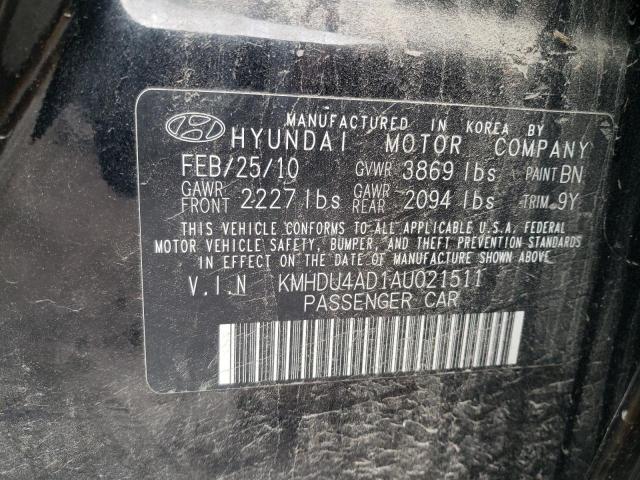 MANUFACTURED IN KOREA BY
HYUNDAI MOTOR COMPANY
FEB/25/10 GVWR 3869 lbs PAINT BN
GAWR FRONT 2227 lbs GAWR REAR 2094 lbs TRIM 9Y
THIS VEHICLE CONFORMS TO ALL APPLICABLE U.S.A. FEDERAL
MOTOR VEHICLE SAFETY, BUMPER, AND THEFT PREVENTION STANDARDS
IN EFFECT ON THE DATE OF MANUFACTURE SHOWN ABOVE.
V.I.N KMHDU4AD1AU021511
PASSENGER CAR